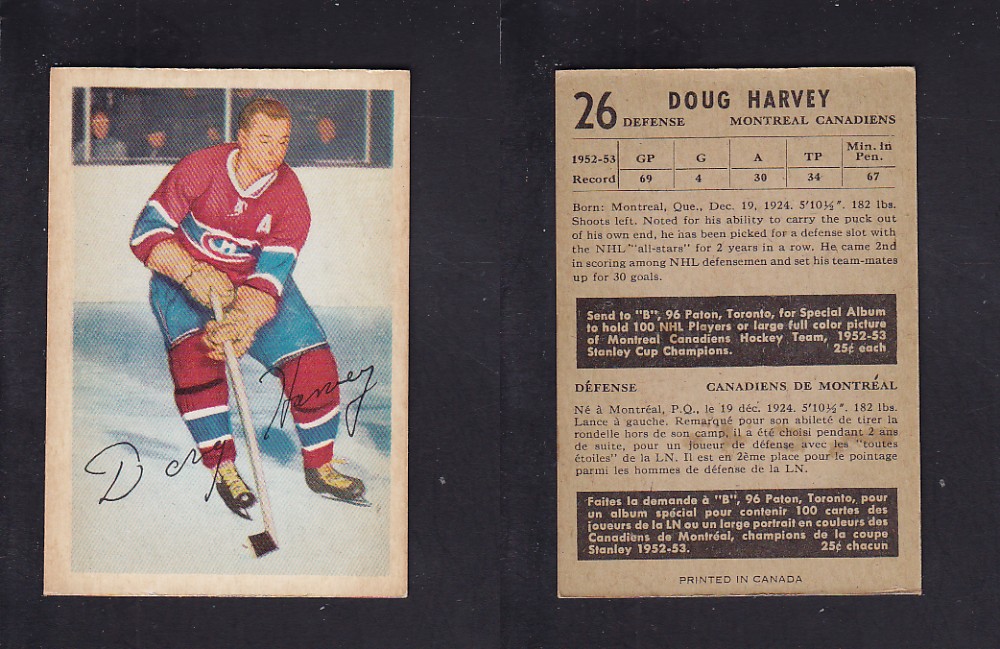 A
CH
Doug Harvey
26 DOUG HARVEY
DEFENSE MONTREAL CANADIENS
1952-53 Record GP G A TP Min. in Pen.
69 4 30 34 67
Born: Montreal, Que., Dec. 19, 1924. 5'10½". 182 lbs.
Shoots left. Noted for his ability to carry the puck out
of his own end, he has been picked for a defense slot with
the NHL "all-stars" for 2 years in a row. He came 2nd
in scoring among NHL defensemen and set his team-mates
up for 30 goals.
Send to "B", 96 Paton, Toronto, for Special Album
to hold 100 NHL Players or large full color picture
of Montreal Canadiens Hockey Team, 1952-53
Stanley Cup Champions. 25¢ each
DÉFENSE CANADIENS DE MONTRÉAL
Né à Montréal, P.Q., le 19 déc. 1924. 5'10½". 182 lbs.
Lance à gauche. Remarqué pour son abileté de tirer la
rondelle hors de son camp, il a été choisi pendant 2 ans
de suite, pour un joueur de défense avec les "toutes
étoiles" de la LN. Il est en 2ème place pour le pointage
parmi les hommes de défense de la LN.
Faites la demande à "B", 96 Paton, Toronto, pour
un album spécial pour contenir 100 cartes des
joueurs de la LN ou un large portrait en couleurs des
Canadiens de Montréal, champions de la coupe
Stanley 1952-53. 25¢ chacun
PRINTED IN CANADA